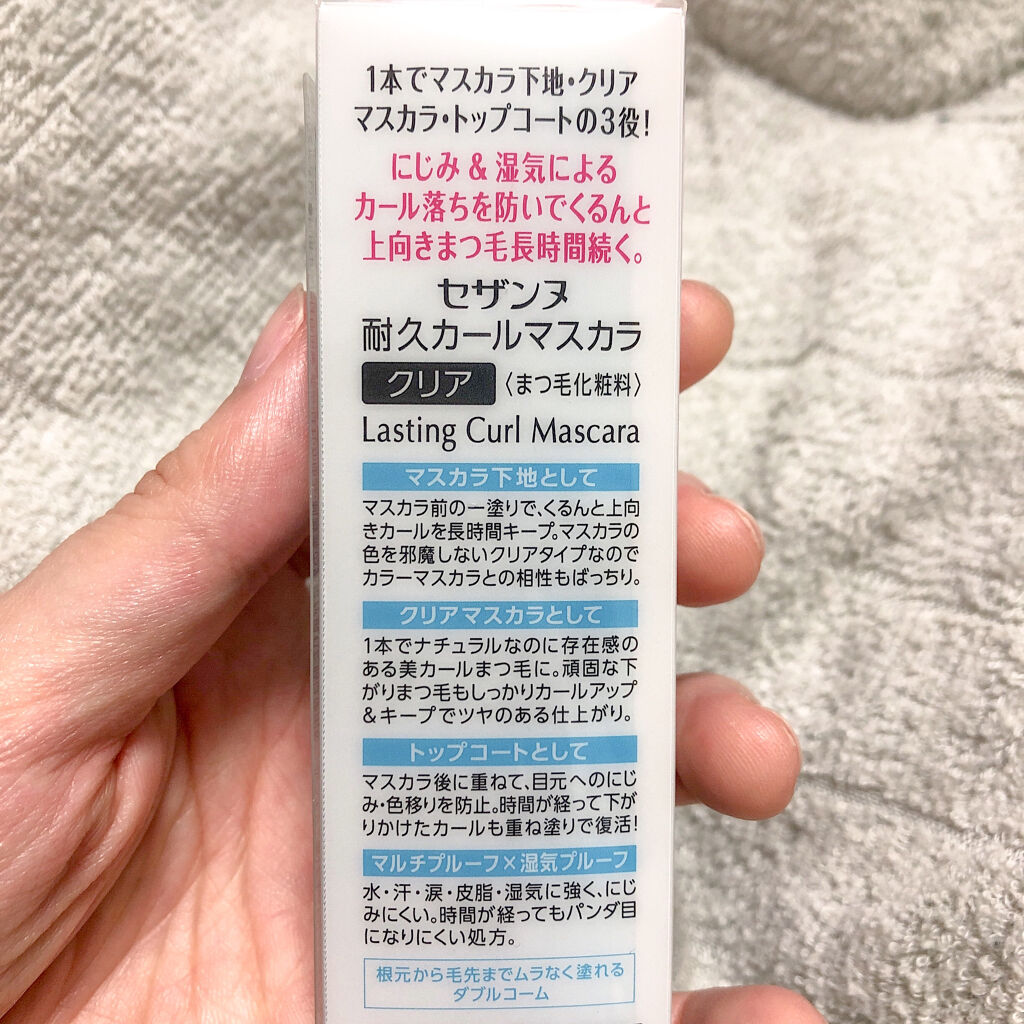 1本でマスカラ下地・クリア
マスカラ・トップコートの3役!
にじみ & 湿気による
カール落ちを防いでくるんと
上向きまつ毛長時間続く。
セザンヌ
耐久カールマスカラ
クリア 〈まつ毛化粧料〉
Lasting Curl Mascara
マスカラ下地として
マスカラ前の一塗りで、くるんと上向
きカールを長時間キープ。マスカラの
色を邪魔しないクリアタイプなので
カラーマスカラとの相性もばっちり。
クリアマスカラとして
1本でナチュラルなのに存在感の
ある美カールまつ毛に。頑固な下
がりまつ毛もしっかりカールアップ
&キープでツヤのある仕上がり。
トップコートとして
マスカラ後に重ねて、目元へのにじ
み・色移りを防止。時間が経って下が
りかけたカールも重ね塗りで復活!
マルチプルーフ×湿気プルーフ
水・汗・涙・皮脂・湿気に強く、にじ
みにくい。時間が経ってもパンダ目
になりにくい処方。
根元から毛先までムラなく塗れる
ダブルコーム